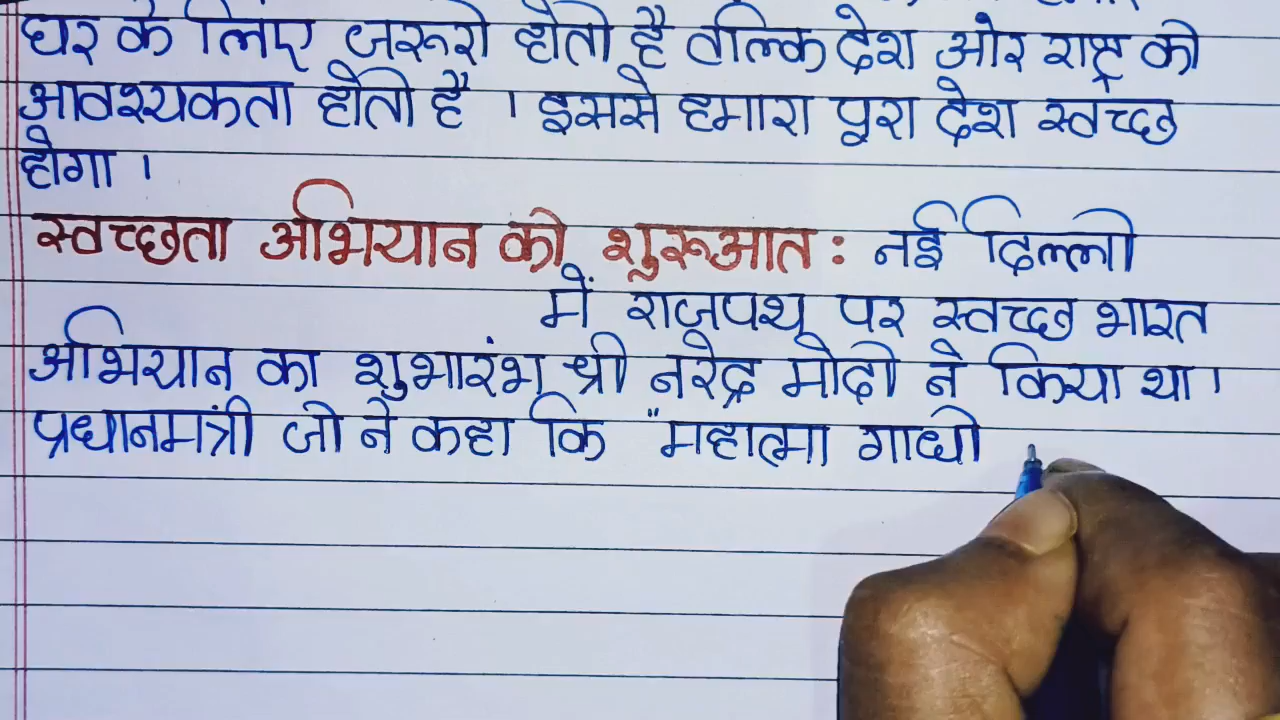 घर के लिए जरूरी होती है वल्कि देश और राष्ट्र की
आवश्यकता होती है । इससे हमारा पूरा देश स्वच्छ
होगा ।
स्वच्छता अभियान की शुरूआत : नई दिल्ली
में राजपथ पर स्वच्छ भारत
अभियान का शुभारंभ श्री नरेद्र मोदी ने किया था ।
प्रधानमंत्री जी ने कहा कि "महात्मा गाधी